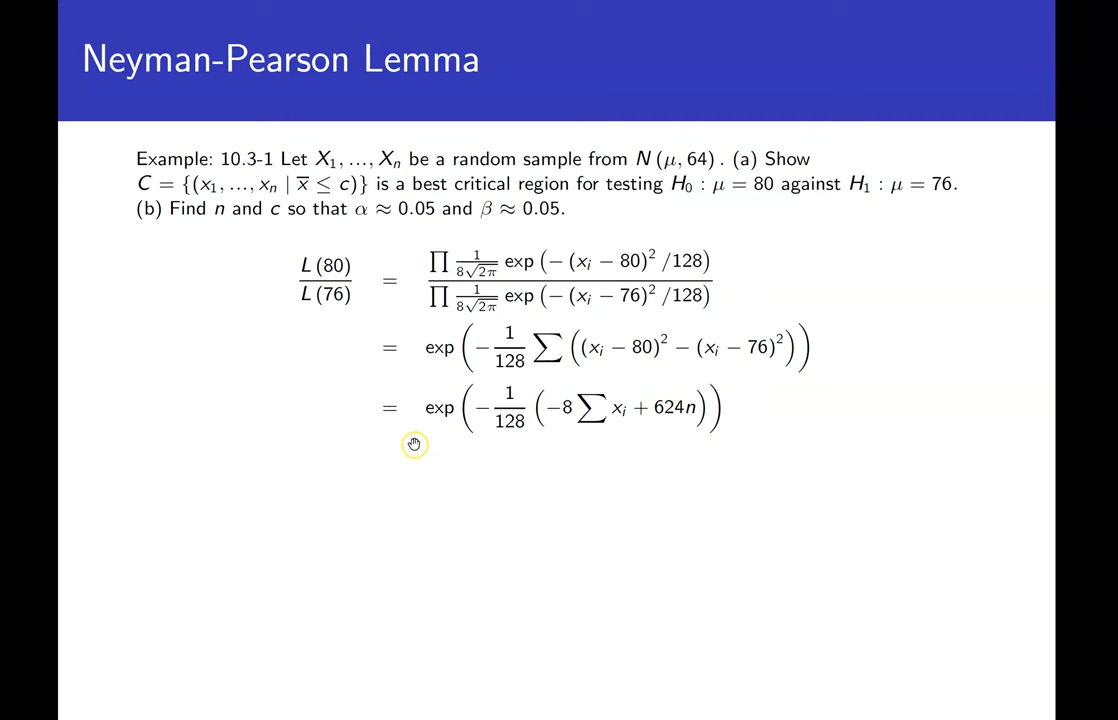 Neyman-Pearson Lemma
Example: 10.3-1 Let X₁, ..., Xₙ be a random sample from N (μ, 64) . (a) Show
C = {(x₁, ..., xₙ | x̅ ≤ c)} is a best critical region for testing H₀ : μ = 80 against H₁ : μ = 76.
(b) Find n and c so that α ≈ 0.05 and β ≈ 0.05.
L (80) / L (76) = ∏ 1/(8√2π) exp (− (xᵢ − 80)² /128) / ∏ 1/(8√2π) exp (− (xᵢ − 76)² /128)
= exp (− 1/128 ∑ ((xᵢ − 80)² − (xᵢ − 76)²))
= exp (− 1/128 (−8 ∑ xᵢ + 624n))